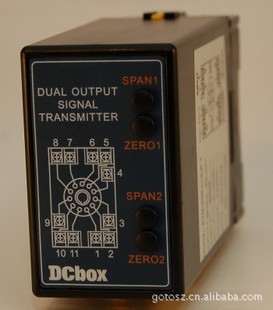 SPAN1
DUAL OUTPUT
SIGNAL
TRANSMITTER
ZERO1
8 7 6 5
4
SPAN2
9 3
10 11 1 2
ZERO2
DCbox
gotosz.cn.alibaba.com